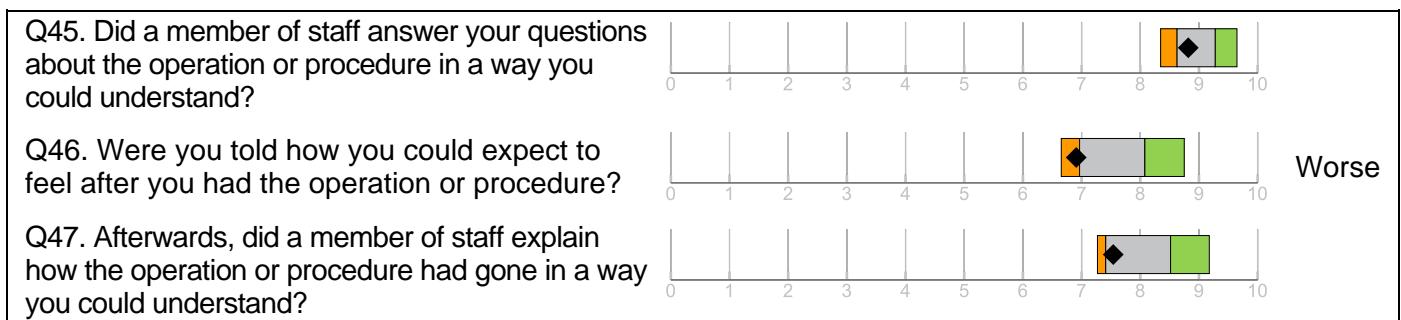 Q45. Did a member of staff answer your questions
about the operation or procedure in a way you
could understand?
0 1 2 3 4 5 6 7 8 9 10
Q46. Were you told how you could expect to
feel after you had the operation or procedure?
0 1 2 3 4 5 6 7 8 9 10
Worse
Q47. Afterwards, did a member of staff explain
how the operation or procedure had gone in a way
you could understand?
0 1 2 3 4 5 6 7 8 9 10